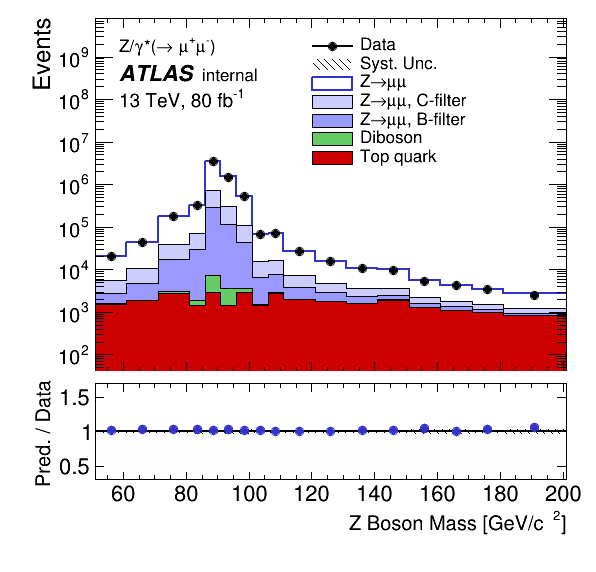 Events
10⁹
10⁸
10⁷
10⁶
10⁵
10⁴
10³
10²
Z/γ*(→ μ⁺μ⁻)
ATLAS internal
13 TeV, 80 fb⁻¹
Data
Syst. Unc.
Z→μμ
Z→μμ, C-filter
Z→μμ, B-filter
Diboson
Top quark
Pred. / Data
1.5
1
0.5
60 80 100 120 140 160 180 200
Z Boson Mass [GeV/c ²]